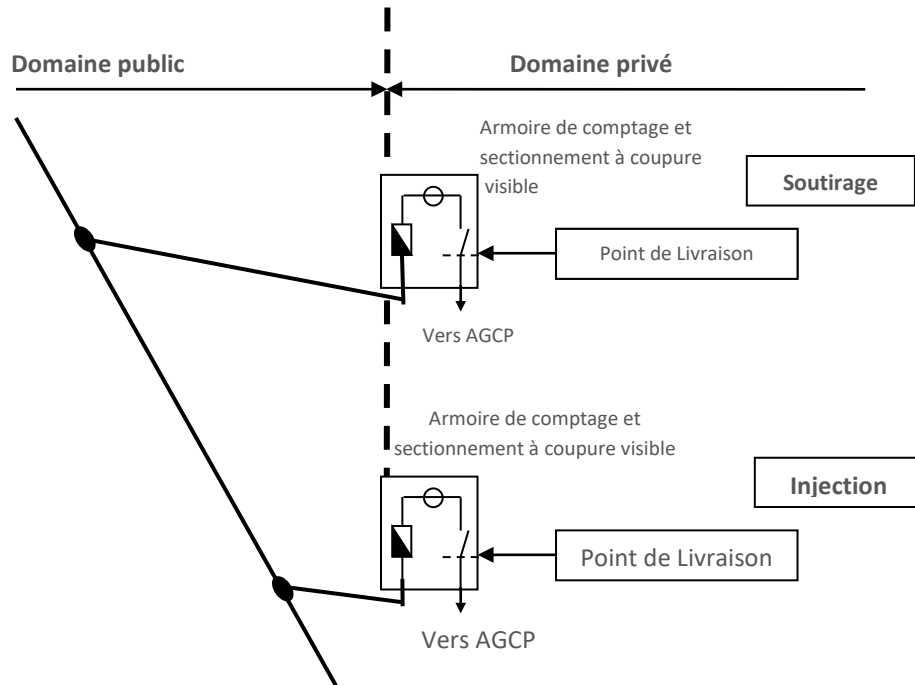 Domaine public
Domaine privé
Armoire de comptage et
sectionnement à coupure
visible
Soutirage
Point de Livraison
Vers AGCP
Armoire de comptage et
sectionnement à coupure visible
Injection
Point de Livraison
Vers AGCP